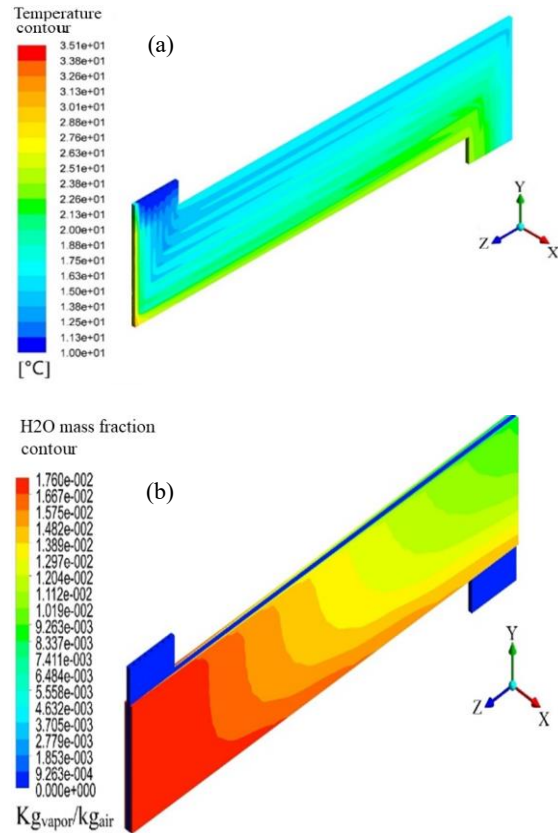 Temperature
contour
(a)
3.51e+01
3.38e+01
3.26e+01
3.13e+01
3.01e+01
2.88e+01
2.76e+01
2.63e+01
2.51e+01
2.38e+01
2.26e+01
2.13e+01
2.00e+01
1.88e+01
1.75e+01
1.63e+01
1.50e+01
1.38e+01
1.25e+01
1.13e+01
1.00e+01
[°C]
Y
Z
X
H2O mass fraction
contour
(b)
1.760e-002
1.667e-002
1.575e-002
1.482e-002
1.389e-002
1.297e-002
1.204e-002
1.112e-002
1.019e-002
9.263e-003
8.337e-003
7.411e-003
6.484e-003
5.558e-003
4.632e-003
3.705e-003
2.779e-003
1.853e-003
9.263e-004
0.000e+000
Kgvapor/kgair
Y
Z
X